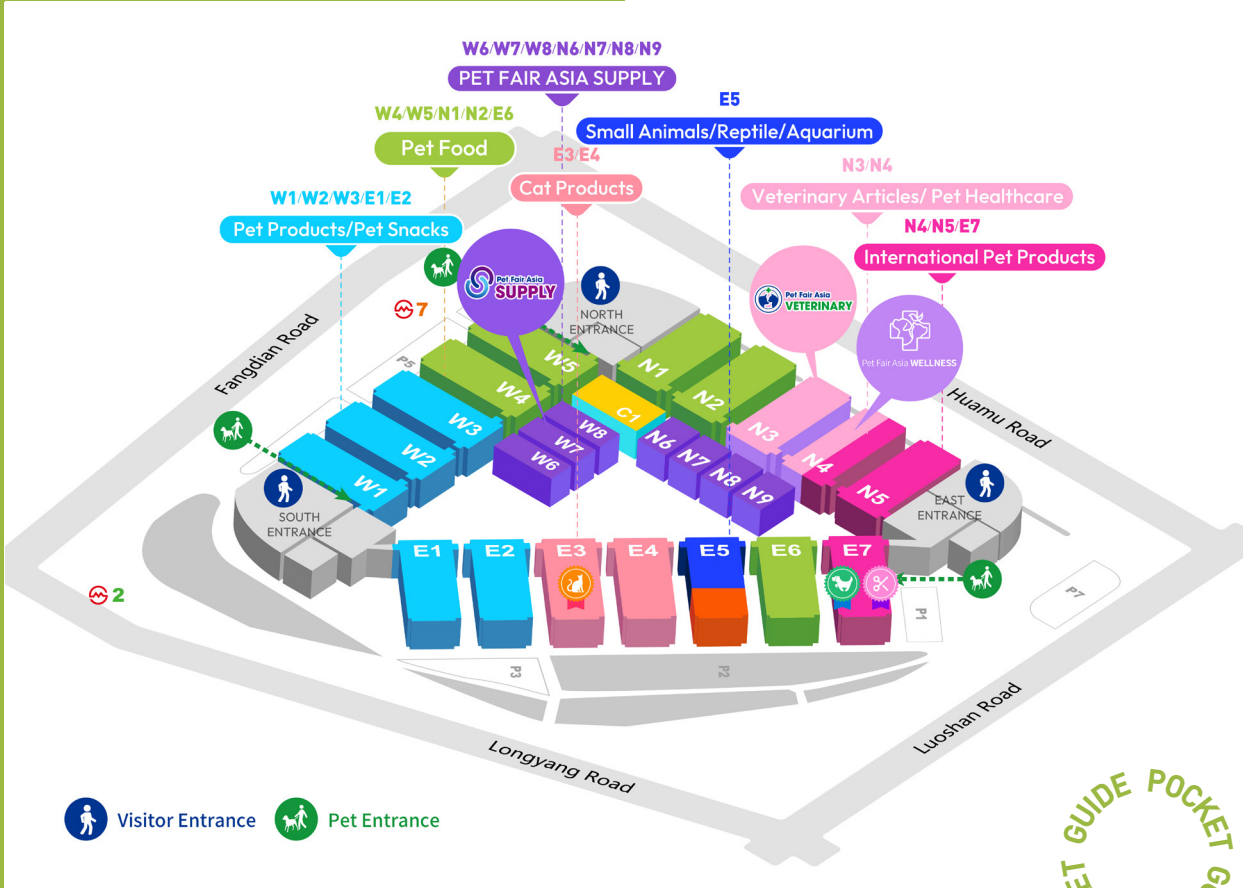 W6/W7/W8/N6/N7/N8/N9
PET FAIR ASIA SUPPLY
E5
Small Animals/Reptile/Aquarium
W4/W5/N1/N2/E6
Pet Food
E3/E4
Cat Products
N3/N4
Veterinary Articles/ Pet Healthcare
W1/W2/W3/E1/E2
Pet Products/Pet Snacks
N4/N5/E7
International Pet Products
Pet Fair Asia
SUPPLY
Pet Fair Asia
VETERINARY
Pet Fair Asia WELLNESS
7
NORTH
ENTRANCE
Fangdian Road
Huamu Road
P5
W5
W4
W3
W2
W1
C1
N1
N2
N3
N4
N5
W8
W7
W6
N6
N7
N8
N9
SOUTH
ENTRANCE
EAST
ENTRANCE
E1
E2
E3
E4
E5
E6
E7
2
P1
P7
P3
P2
Longyang Road
Luoshan Road
Visitor Entrance
Pet Entrance
GUIDE POCKET